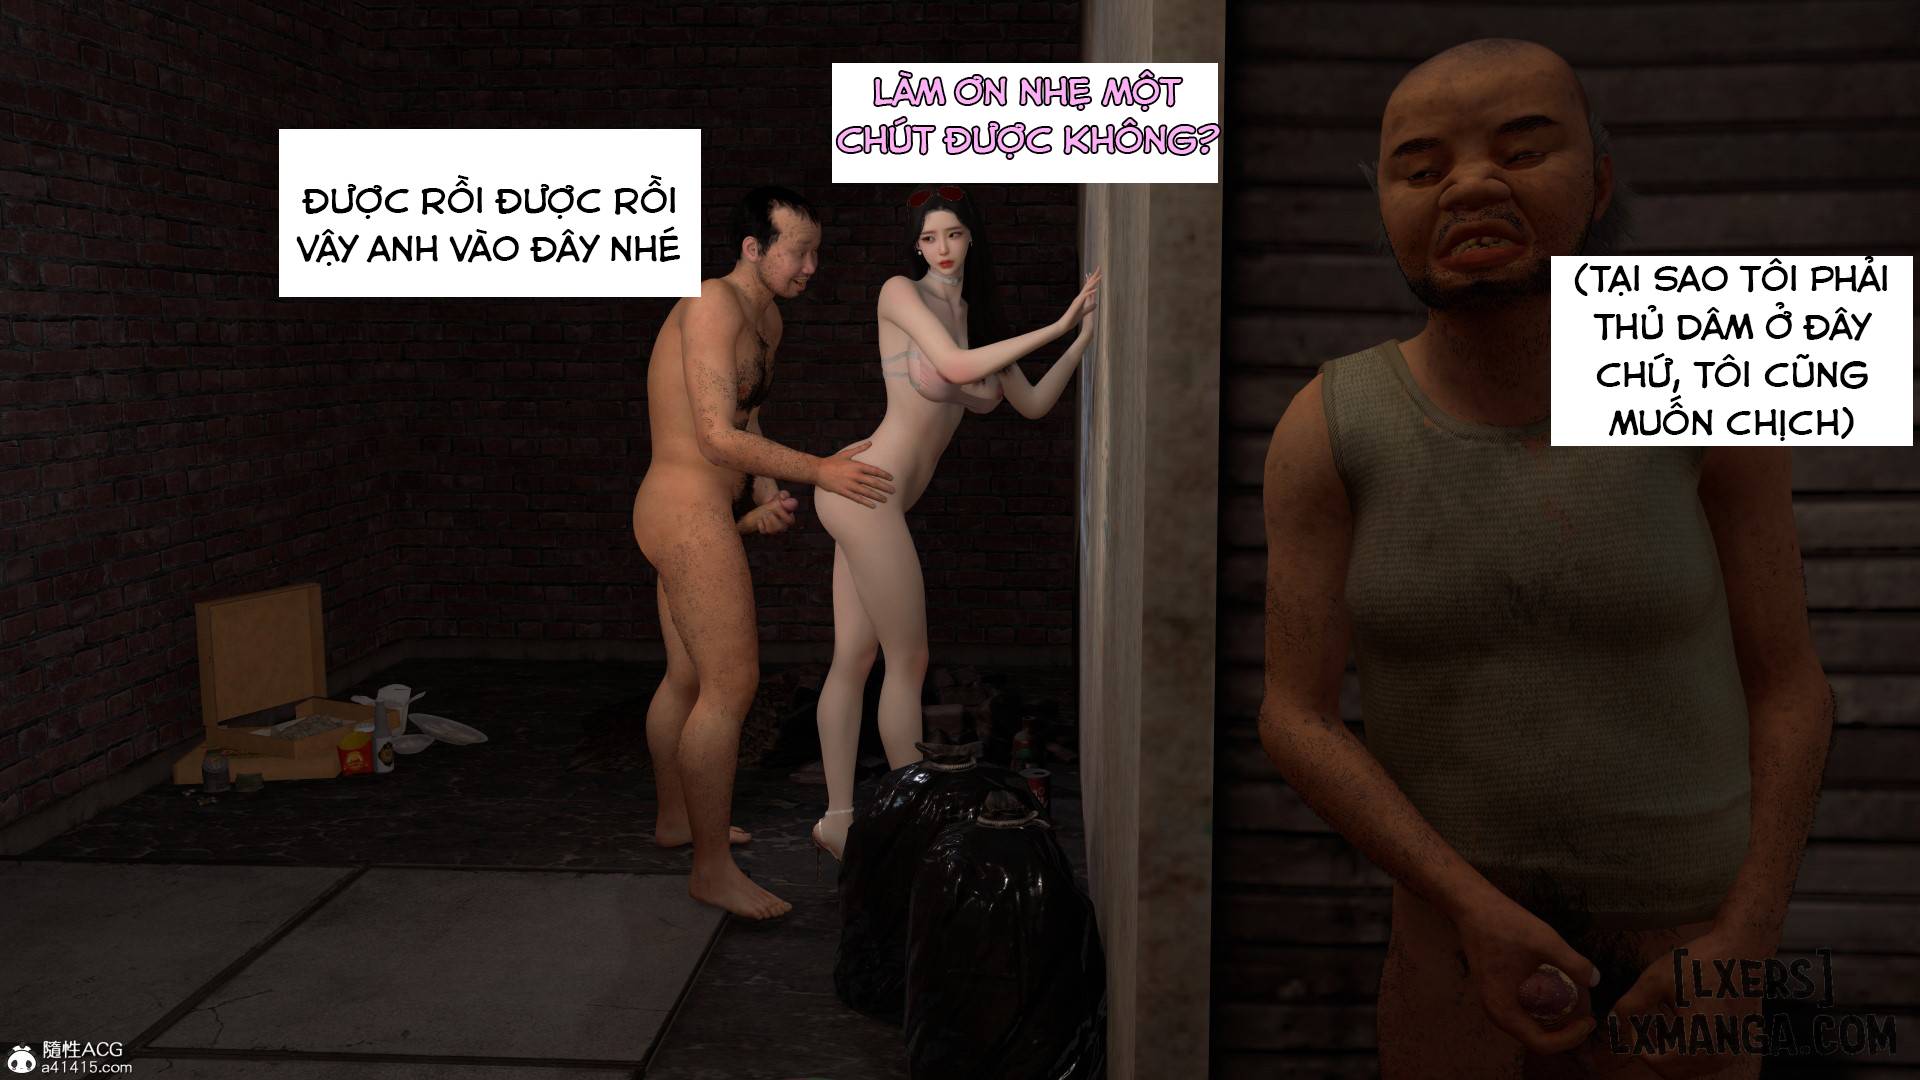 LÀM ƠN NHẸ MỘT
CHÚT ĐƯỢC KHÔNG?
ĐƯỢC RỒI ĐƯỢC RỒI
VẬY ANH VÀO ĐÂY NHÉ
(TẠI SAO TÔI PHẢI
THỦ DÂM Ở ĐÂY
CHỨ, TÔI CŨNG
MUỐN CHỊCH)
[LXERS]
LXMANGA.COM
隨性ACG
a41415.com